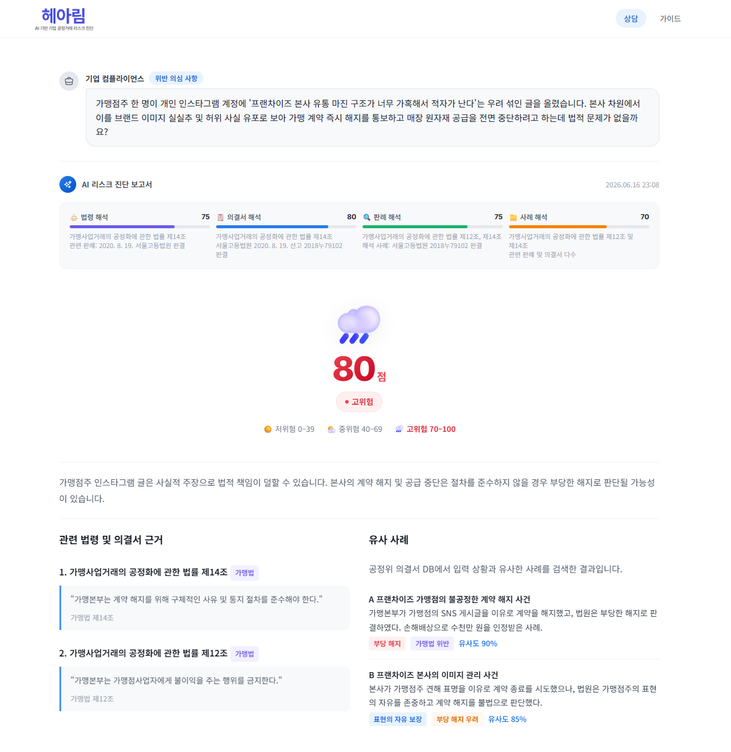 헤아림
AI 기반 기업 공정거래 리스크 진단
상담
가이드
기업 컴플라이언스
위반 의심 사항
가맹점주 한 명이 개인 인스타그램 계정에 '프랜차이즈 본사 유통 마진 구조가 너무 가혹해서 적자가 난다'는 우려 섞인 글을 올렸습니다. 본사 차원에서
이를 브랜드 이미지 실실추 및 허위 사실 유포로 보아 가맹 계약 즉시 해지를 통보하고 매장 원자재 공급을 전면 중단하려고 하는데 법적 문제가 없을까
요?
AI 리스크 진단 보고서
2026.06.16 23:08
법령 해석
75
가맹사업거래의 공정화에 관한 법률 제14조
관련 판례: 2020. 8. 19. 서울고등법원 판결
의결서 해석
80
가맹사업거래의 공정화에 관한 법률 제14조
서울고등법원 2020. 8. 19. 선고 2018누79102
판결
판례 해석
75
가맹사업거래의 공정화에 관한 법률 제12조, 제14조
해석 사례: 서울고등법원 2018누79102 판결
사례 해석
70
가맹사업거래의 공정화에 관한 법률 제12조 및
제14조
관련 판례 및 의결서 다수
80점
고위험
저위험 0-39
중위험 40-69
고위험 70-100
가맹점주 인스타그램 글은 사실적 주장으로 법적 책임이 덜할 수 있습니다. 본사의 계약 해지 및 공급 중단은 절차를 준수하지 않을 경우 부당한 해지로 판단될 가능성
이 있습니다.
관련 법령 및 의결서 근거
1. 가맹사업거래의 공정화에 관한 법률 제14조
가맹법
"가맹본부는 계약 해지를 위해 구체적인 사유 및 통지 절차를 준수해야 한다."
가맹법 제14조
2. 가맹사업거래의 공정화에 관한 법률 제12조
가맹법
"가맹본부는 가맹점사업자에게 불이익을 주는 행위를 금지한다."
가맹법 제12조
유사 사례
공정위 의결서 DB에서 입력 상황과 유사한 사례를 검색한 결과입니다.
A 프랜차이즈 가맹점의 불공정한 계약 해지 사건
가맹본부가 가맹점의 SNS 게시글을 이유로 계약을 해지했고, 법원은 부당한 해지로 판
결하였다. 손해배상으로 수천만 원을 인정받은 사례.
부당 해지
가맹법 위반
유사도 90%
B 프랜차이즈 본사의 이미지 관리 사건
본사가 가맹점주 견해 표명을 이유로 계약 종료를 시도했으나, 법원은 가맹점주의 표현
의 자유를 존중하고 계약 해지를 불법으로 판단했다.
표현의 자유 보장
부당 해지 우려
유사도 85%